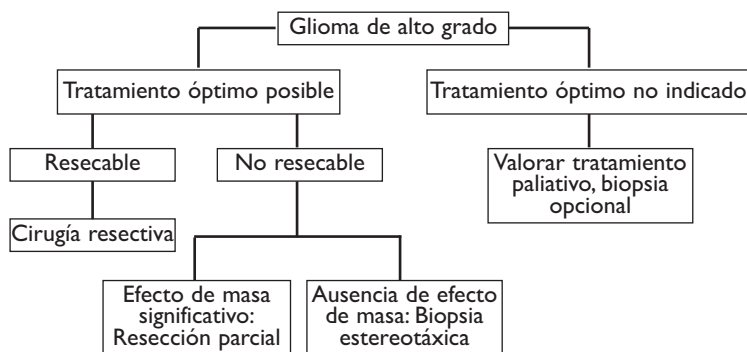 Glioma de alto grado
Tratamiento óptimo posible
Tratamiento óptimo no indicado
Resecable
No resecable
Valorar tratamiento
paliativo, biopsia
opcional
Cirugía resectiva
Efecto de masa
significativo:
Resección parcial
Ausencia de efecto
de masa: Biopsia
estereotáxica